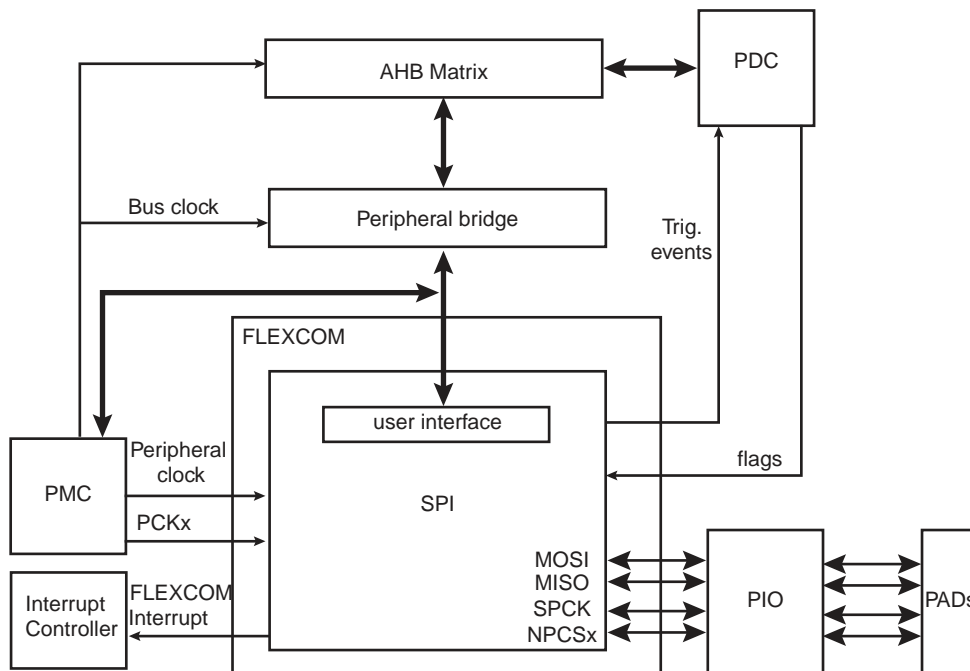 AHB Matrix
PDC
Bus clock
Peripheral bridge
Trig.
events
FLEXCOM
user interface
Peripheral
clock
flags
PMC
SPI
PCKx
MOSI
MISO
SPCK
NPCSx
PIO
PADs
Interrupt
Controller
FLEXCOM
Interrupt